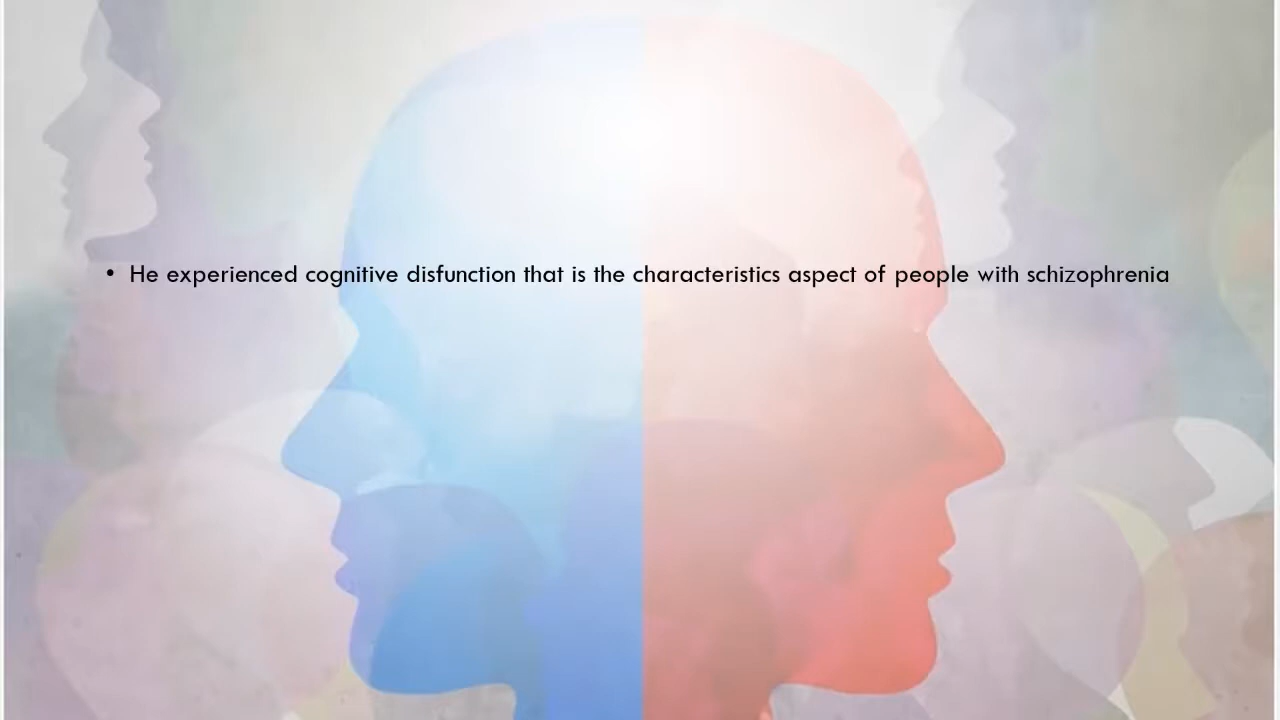 • He experienced cognitive disfunction that is the characteristics aspect of people with schizophrenia